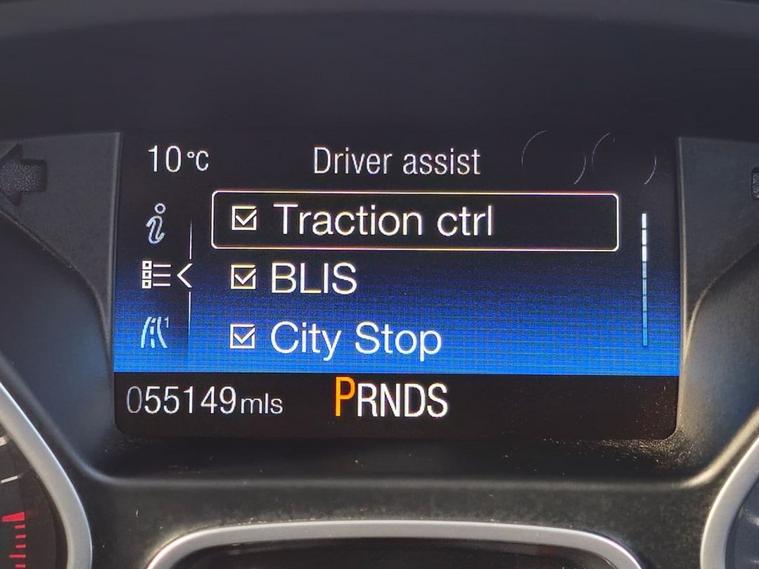 10°C Driver assist
Traction ctrl
BLIS
City Stop
055149mls PRNDS